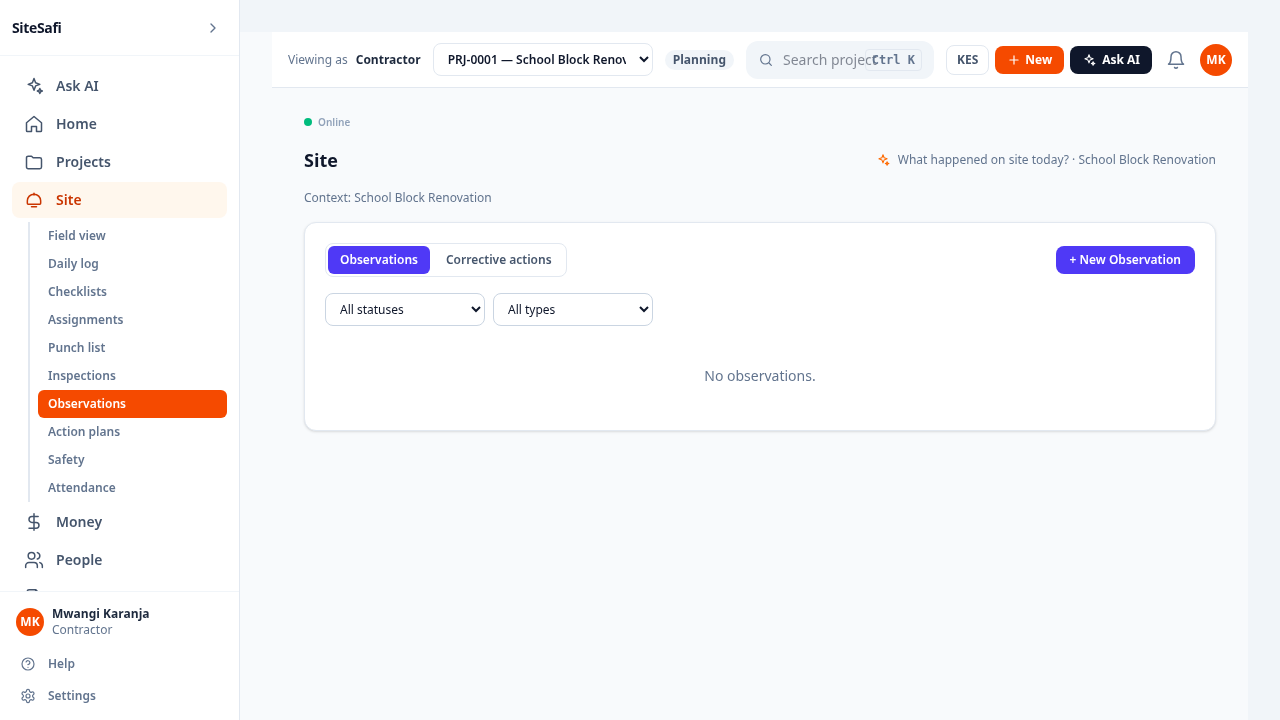 SiteSafi
Ask AI
Home
Projects
Site
Field view
Daily log
Checklists
Assignments
Punch list
Inspections
Observations
Action plans
Safety
Attendance
Money
People
MK
Mwangi Karanja
Contractor
Help
Settings
Viewing as Contractor
PRJ-0001 — School Block Renov
Planning
Search project
Ctrl K
KES
New
Ask AI
MK
Online
Site
What happened on site today? · School Block Renovation
Context: School Block Renovation
Observations
Corrective actions
+ New Observation
All statuses
All types
No observations.